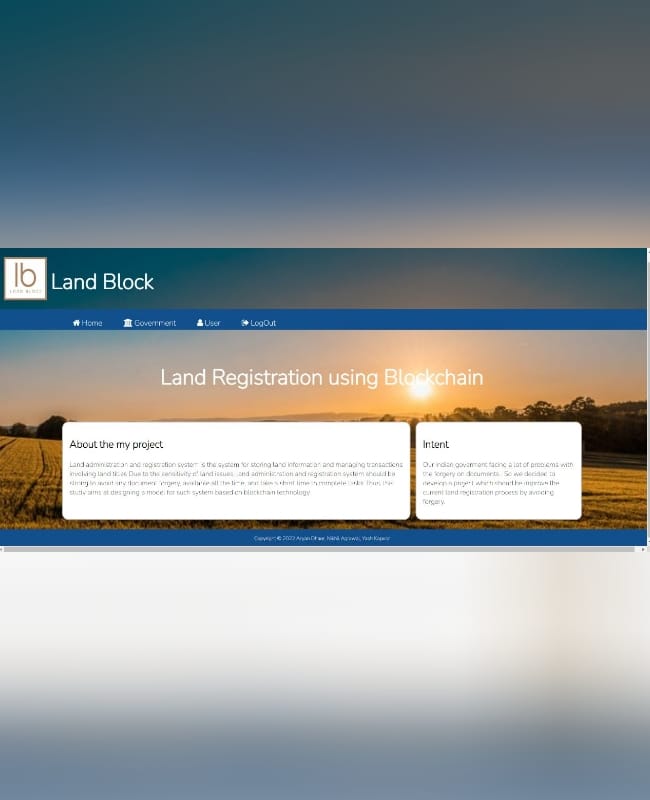 lb
LAND BLOCK
Land Block
Home Government User LogOut
Land Registration using Blockchain
About the my project
Land administration and registration system is the system for storing land information and managing transactions
involving land titles. Due to the sensitivity of land issues, land administration and registration system should be
strong to avoid any document forgery, available all the time, and take a short time to complete tasks. Thus, this
study aims at designing a model for such system based on blockchain technology.
Intent
Our indian goverment facing a lot of problems with
the forgery on documents . So we decided to
develop a project which should be improve the
current land registration process by avoiding
forgery.
Copyright © 2022 Aryan Dhaer, Nikhil Agrawal, Yash Kapoor